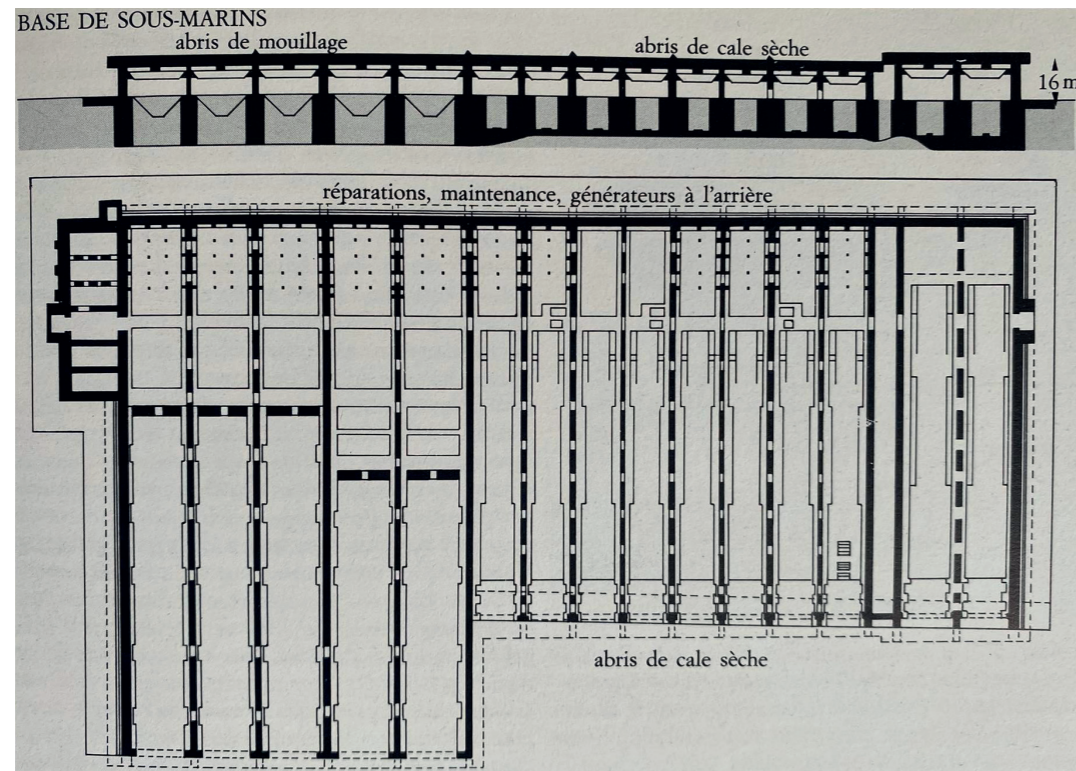 BASE DE SOUS-MARINS
abris de mouillage
abris de cale sèche
16 m
réparations, maintenance, générateurs à l'arrière
abris de cale sèche